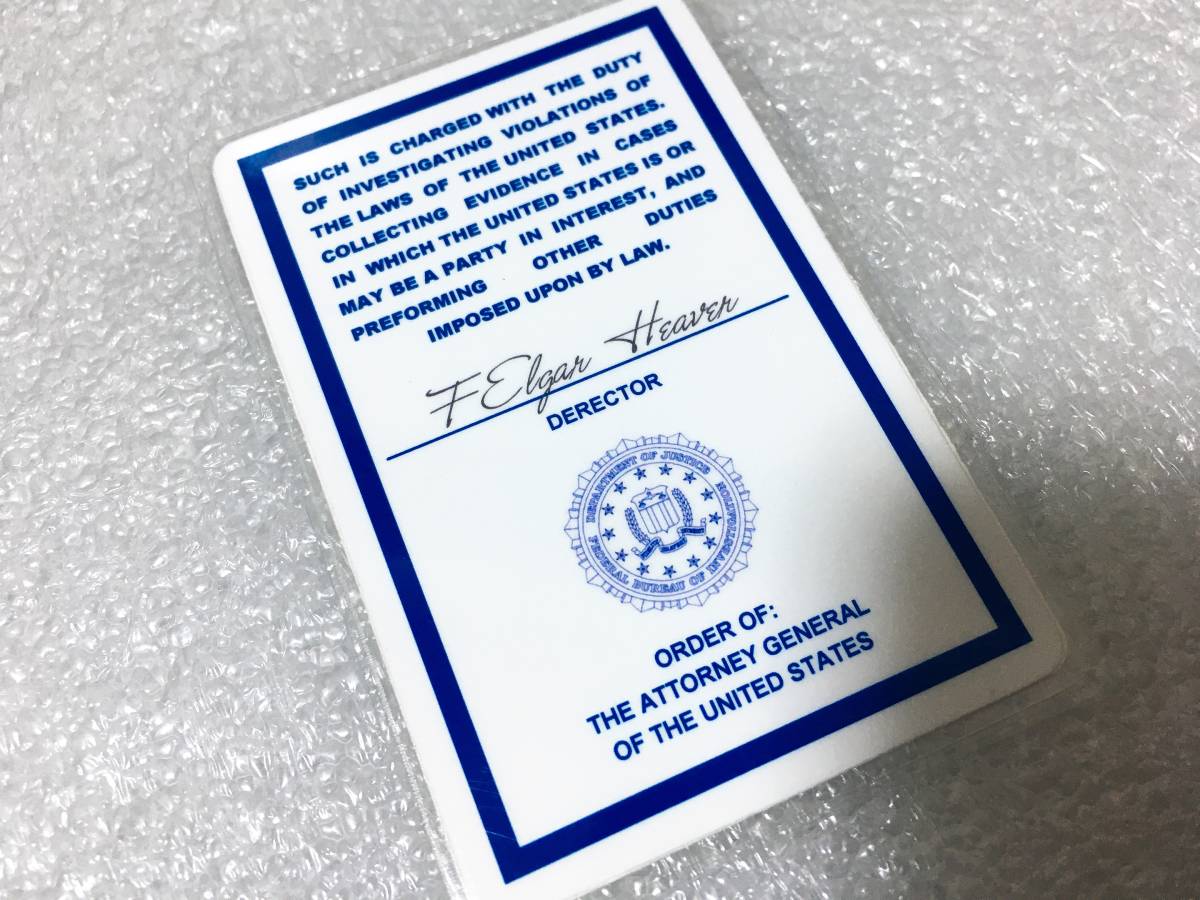 SUCH IS CHARGED WITH THE DUTY
OF INVESTIGATING VIOLATIONS OF
THE LAWS OF THE UNITED STATES.
COLLECTING EVIDENCE IN CASES
IN WHICH THE UNITED STATES IS OR
MAY BE A PARTY IN INTEREST, AND
PREFORMING OTHER DUTIES
IMPOSED UPON BY LAW.
F Elgar Heaver
DERECTOR
DEPARTMENT OF JUSTICE
FEDERAL BUREAU OF INVESTIGATION
ORDER OF:
THE ATTORNEY GENERAL
OF THE UNITED STATES